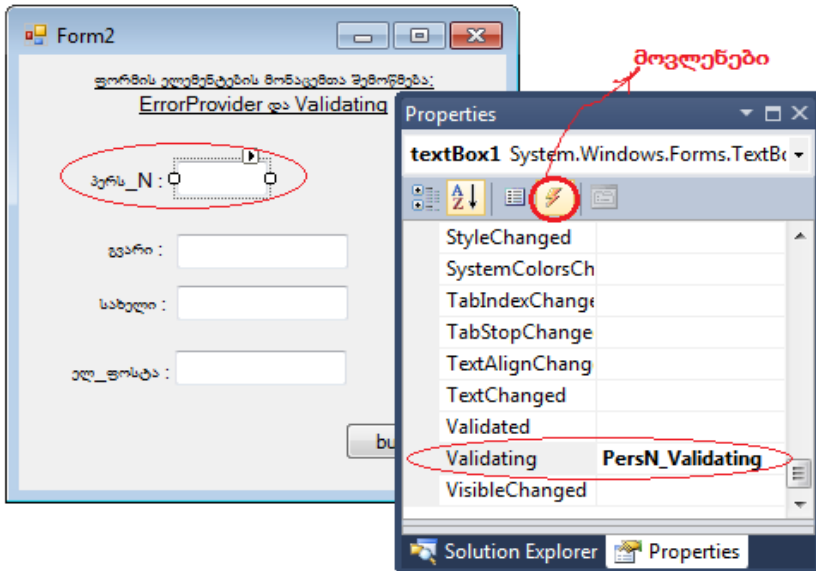 Form2
ფორმის ელემენტების მონაცემთა შემოწმება:
ErrorProvider და Validating
პერს_N :
გვარი :
სახელი :
ელ_ფოსტა :
bu
მოვლენები
Properties
textBox1 System.Windows.Forms.TextBo
StyleChanged
SystemColorsCh
TabIndexChange
TabStopChange
TextAlignChang
TextChanged
Validated
Validating PersN_Validating
VisibleChanged
Solution Explorer Properties